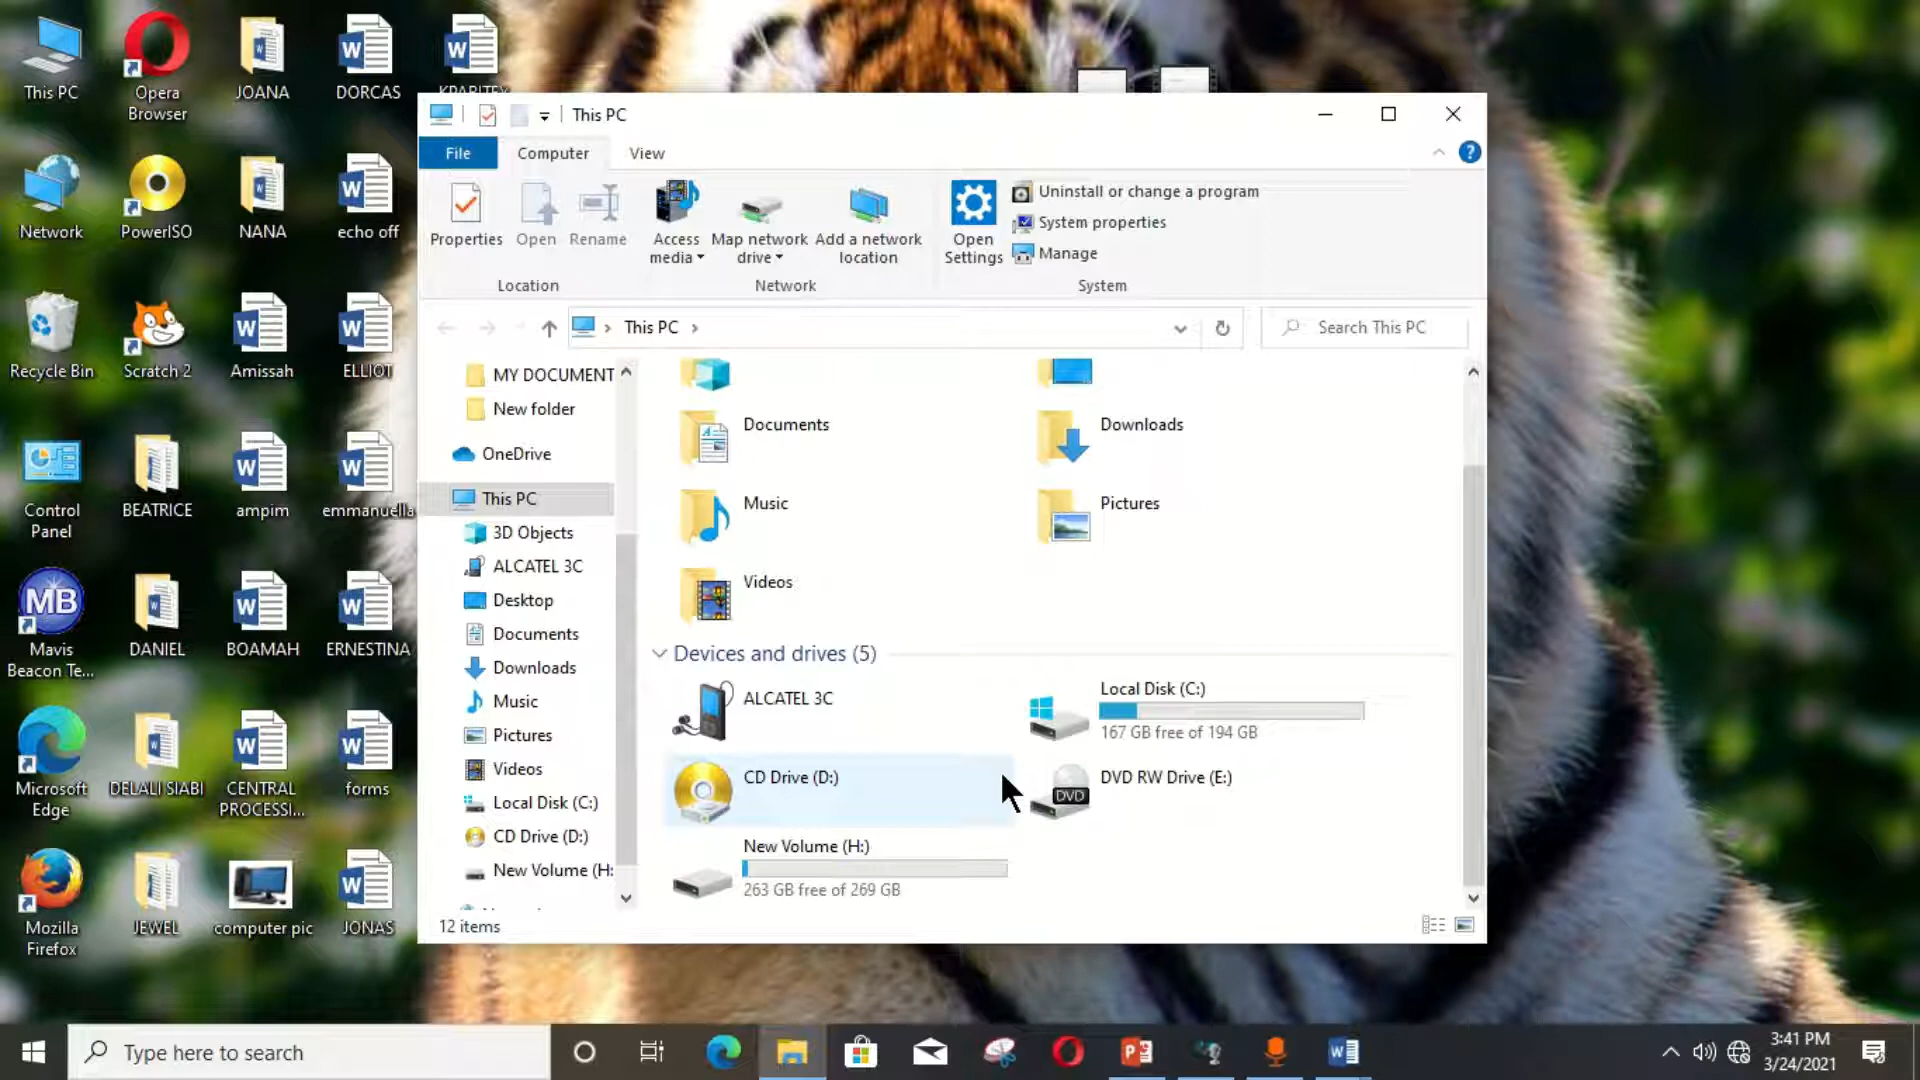 This PC
Opera
Browser
JOANA
DORCAS
Network
PowerISO
NANA
echo off
Recycle Bin
Scratch 2
Amissah
ELLIOT
Control
Panel
BEATRICE
ampim
emmanuella
MB
Mavis
Beacon Te...
DANIEL
BOAMAH
ERNESTINA
Microsoft
Edge
DELALI SIABI
CENTRAL
PROCESSI...
forms
Mozilla
Firefox
JEWEL
computer pic
JONAS
This PC
File
Computer
View
Properties
Open
Rename
Access
media
Map network
drive
Add a network
location
Open
Settings
Uninstall or change a program
System properties
Manage
Location
Network
System
This PC
Search This PC
MY DOCUMENT
New folder
OneDrive
This PC
3D Objects
ALCATEL 3C
Desktop
Documents
Downloads
Music
Pictures
Videos
Local Disk (C:)
CD Drive (D:)
New Volume (H:
Documents
Downloads
Music
Pictures
Videos
Devices and drives (5)
ALCATEL 3C
Local Disk (C:)
167 GB free of 194 GB
CD Drive (D:)
DVD
DVD RW Drive (E:)
New Volume (H:)
263 GB free of 269 GB
12 items
Type here to search
3:41 PM
3/24/2021